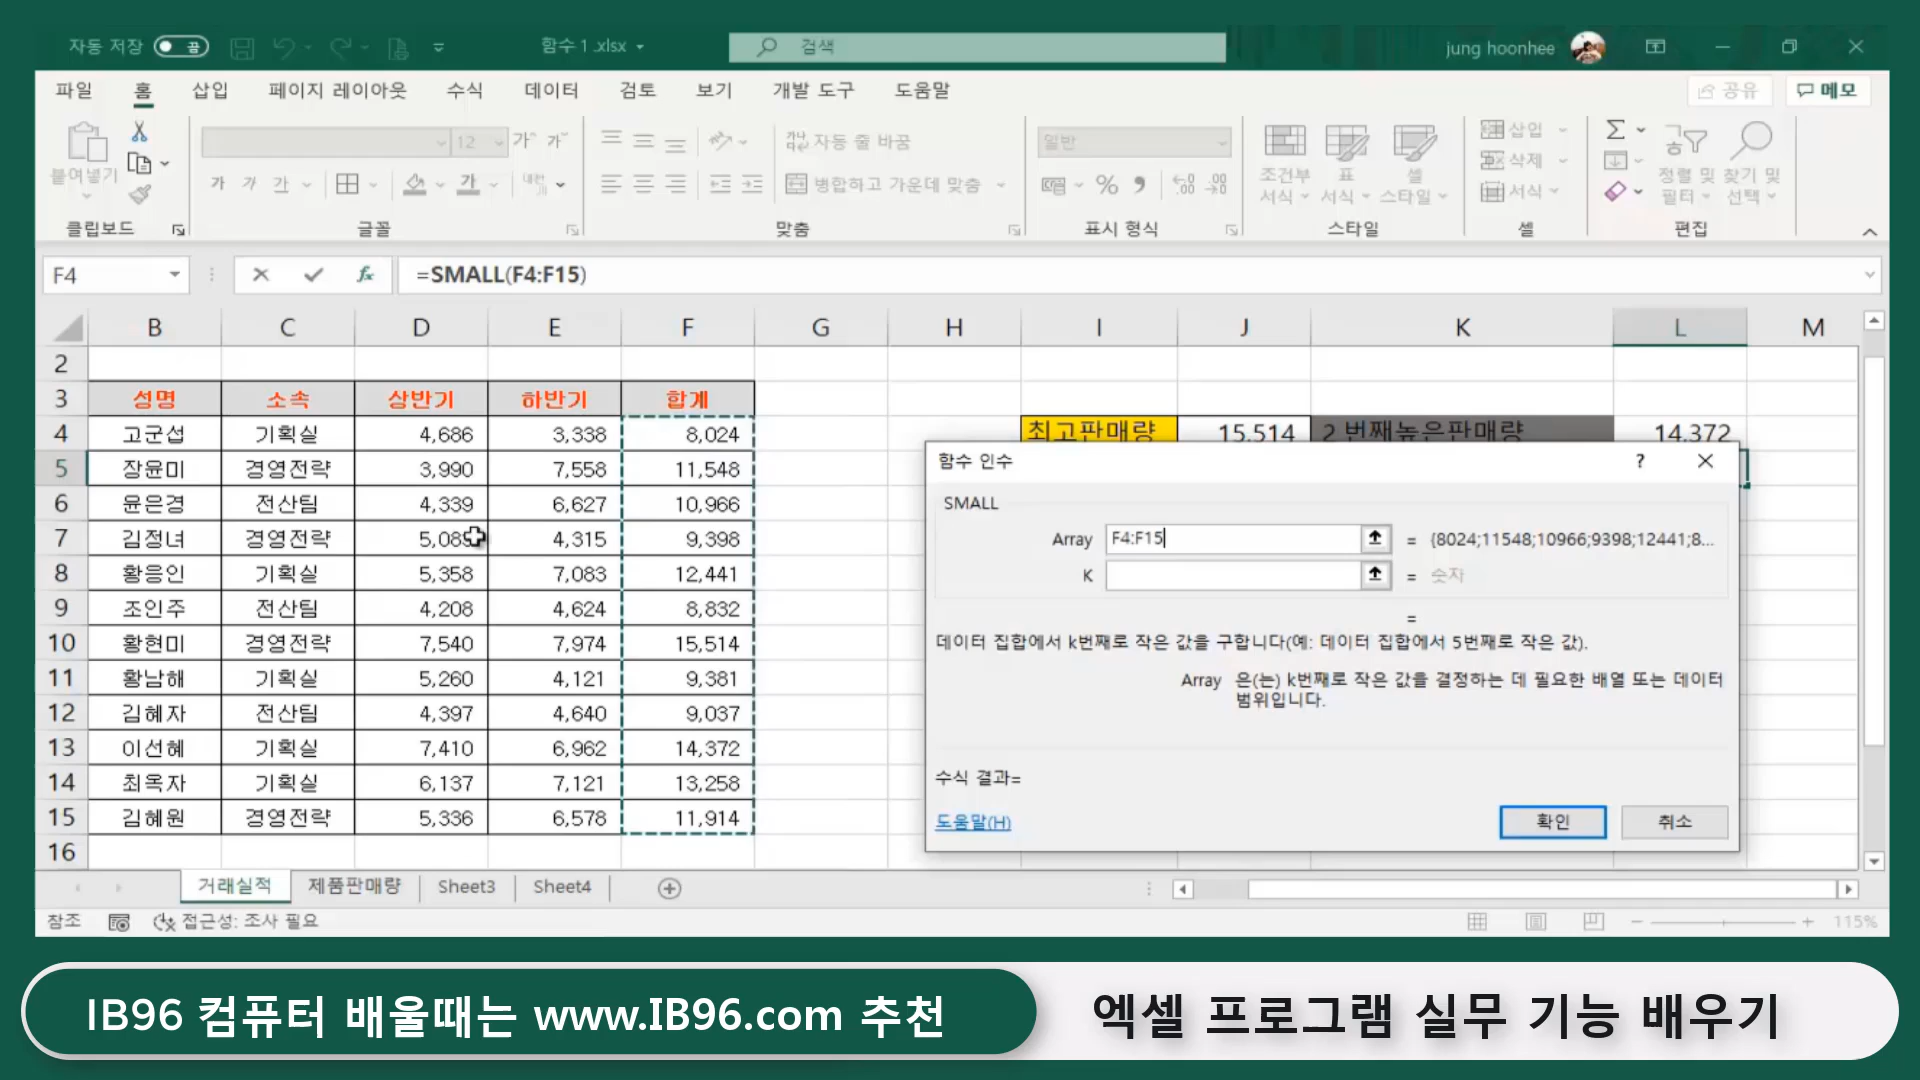 자동 저장 끔 함수 1 .xlsx 검색 jung hoonhee
파일 홈 삽입 페이지 레이아웃 수식 데이터 검토 보기 개발 도구 도움말 공유 메모
붙여넣기 클립보드
12 가 가 가 가 가 가 글꼴
자동 줄 바꿈 병합하고 가운데 맞춤 맞춤
일반 % 표시 형식
조건부 서식 표 서식 셀 스타일 스타일
삽입 삭제 서식 셀
정렬 및 필터 찾기 및 선택 편집
F4 fx =SMALL(F4:F15)
B C D E F G H I J K L M
2
3 성명 소속 상반기 하반기 합계
4 고군섭 기획실 4,686 3,338 8,024 최고판매량 15,514 2 번째높은판매량 14,372
5 장윤미 경영전략 3,990 7,558 11,548
6 윤은경 전산팀 4,339 6,627 10,966
7 김정녀 경영전략 4,315 9,398
8 황응인 기획실 5,358 7,083 12,441
9 조인주 전산팀 4,208 4,624 8,832
10 황현미 경영전략 7,540 7,974 15,514
11 황남해 기획실 5,260 4,121 9,381
12 김혜자 전산팀 4,397 4,640 9,037
13 이선혜 기획실 7,410 6,962 14,372
14 최옥자 기획실 6,137 7,121 13,258
15 김혜원 경영전략 5,336 6,578 11,914
16
함수 인수 ?
SMALL
Array F4:F15 = {8024;11548;10966;9398;12441;8...
K = 숫자
=
데이터 집합에서 k번째로 작은 값을 구합니다(예: 데이터 집합에서 5번째로 작은 값).
Array 은(는) k번째로 작은 값을 결정하는 데 필요한 배열 또는 데이터
범위입니다.
수식 결과=
도움말(H) 확인 취소
거래실적 제품판매량 Sheet3 Sheet4
참조 접근성: 조사 필요 115%
IB96 컴퓨터 배울때는 www.IB96.com 추천 엑셀 프로그램 실무 기능 배우기